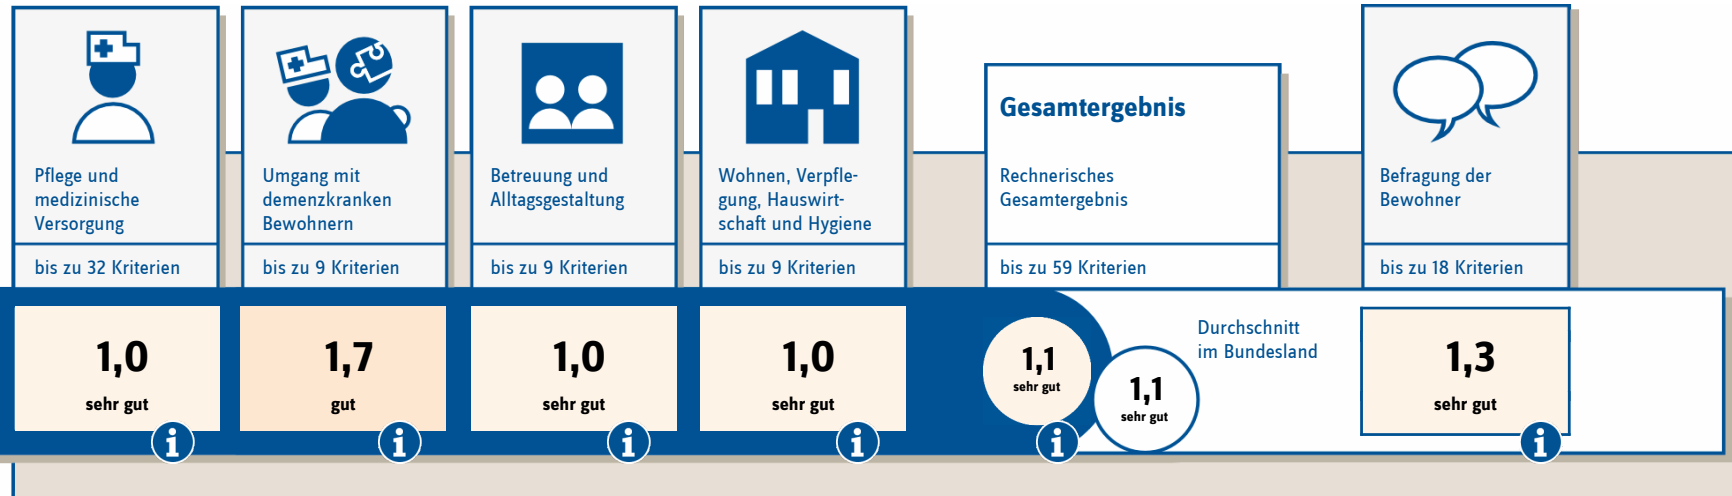 Pflege und
medizinische
Versorgung
bis zu 32 Kriterien
1,0
sehr gut
i
Umgang mit
demenzkranken
Bewohnern
bis zu 9 Kriterien
1,7
gut
i
Betreuung und
Alltagsgestaltung
bis zu 9 Kriterien
1,0
sehr gut
i
Wohnen, Verpfle-
gung, Hauswirt-
schaft und Hygiene
bis zu 9 Kriterien
1,0
sehr gut
i
Gesamtergebnis
Rechnerisches
Gesamtergebnis
bis zu 59 Kriterien
1,1
sehr gut
i
1,1
sehr gut
Durchschnitt
im Bundesland
Befragung der
Bewohner
bis zu 18 Kriterien
1,3
sehr gut
i